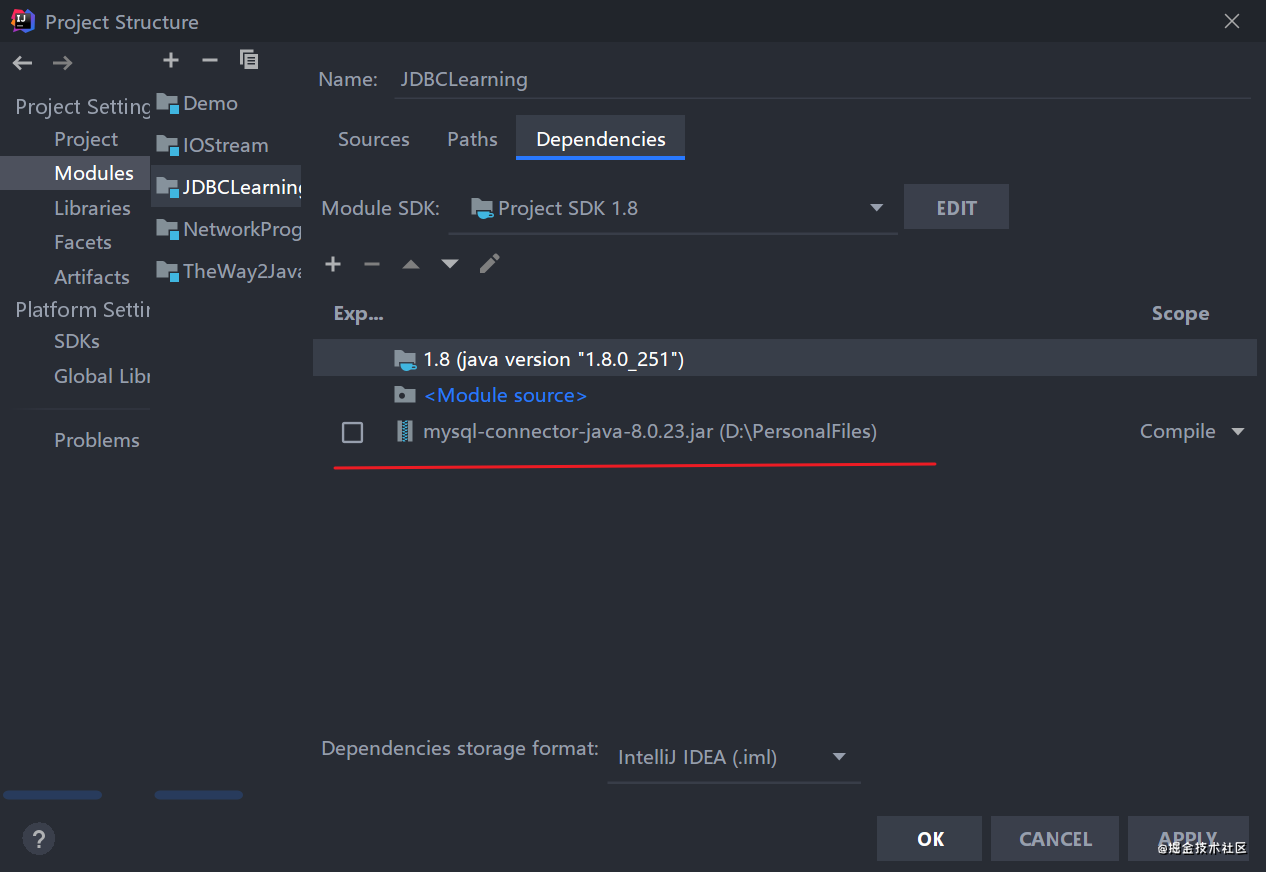 Project Structure
Project Setting
Project
Modules
Libraries
Facets
Artifacts
Platform Settin
SDKs
Global Libr
Problems
Demo
IOStream
JDBCLearning
NetworkProg
TheWay2Java
Name: JDBCLearning
Sources Paths Dependencies
Module SDK: Project SDK 1.8 EDIT
Exp... Scope
1.8 (java version "1.8.0_251")
<Module source>
mysql-connector-java-8.0.23.jar (D:\PersonalFiles) Compile
Dependencies storage format: IntelliJ IDEA (.iml)
? OK CANCEL APPLY
@掘金技术社区